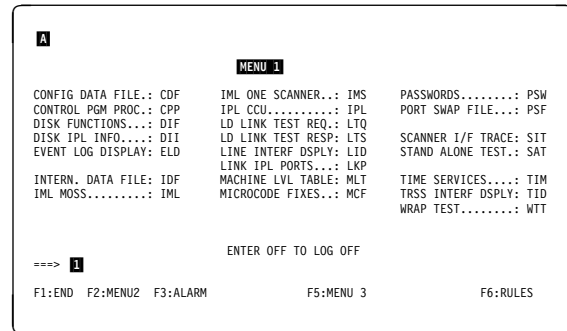 A
MENU 1
CONFIG DATA FILE.: CDF IML ONE SCANNER..: IMS PASSWORDS........: PSW
CONTROL PGM PROC.: CPP IPL CCU..........: IPL PORT SWAP FILE...: PSF
DISK FUNCTIONS...: DIF LD LINK TEST REQ.: LTQ
DISK IPL INFO....: DII LD LINK TEST RESP: LTS SCANNER I/F TRACE: SIT
EVENT LOG DISPLAY: ELD LINE INTERF DSPLY: LID STAND ALONE TEST.: SAT
LINK IPL PORTS...: LKP
INTERN. DATA FILE: IDF MACHINE LVL TABLE: MLT TIME SERVICES....: TIM
IML MOSS.........: IML MICROCODE FIXES..: MCF TRSS INTERF DSPLY: TID
WRAP TEST........: WTT
ENTER OFF TO LOG OFF
===> 1
F1:END F2:MENU2 F3:ALARM F5:MENU 3 F6:RULES